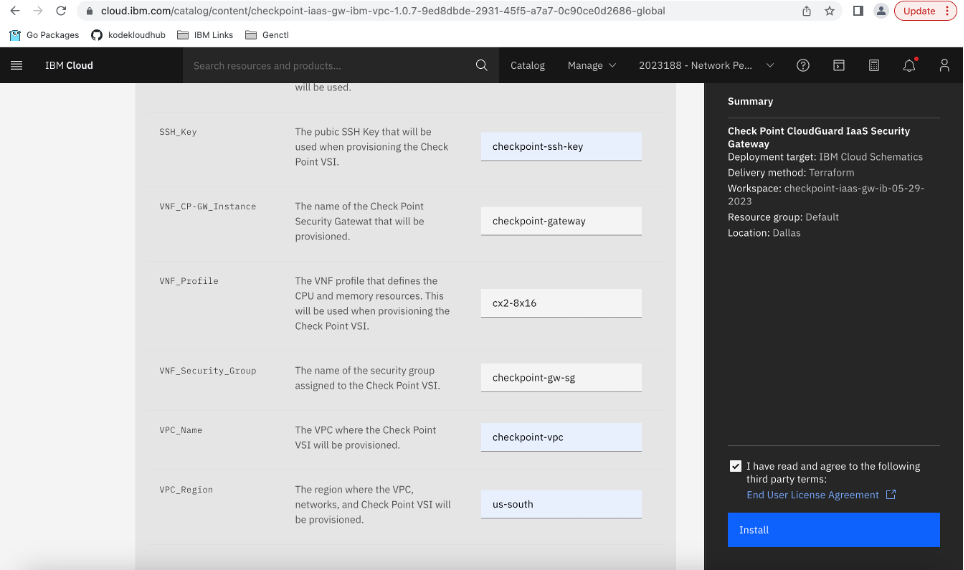 cloud.ibm.com/catalog/content/checkpoint-iaas-gw-ibm-vpc-1.0.7-9ed8dbde-2931-45f5-a7a7-0c90ce0d2686-global
Update
Go Packages
kodekloudhub
IBM Links
Genctl
IBM Cloud
Search resources and products...
Catalog
Manage
2023188 - Network Pe...
will be used.
SSH_Key
The pubic SSH Key that will be
used when provisioning the Check
Point VSI.
checkpoint-ssh-key
VNF_CP-GW_Instance
The name of the Check Point
Security Gatewat that will be
provisioned.
checkpoint-gateway
VNF_Profile
The VNF profile that defines the
CPU and memory resources. This
will be used when provisioning the
Check Point VSI.
cx2-8x16
VNF_Security_Group
The name of the security group
assigned to the Check Point VSI.
checkpoint-gw-sg
VPC_Name
The VPC where the Check Point
VSI will be provisioned.
checkpoint-vpc
VPC_Region
The region where the VPC,
networks, and Check Point VSI will
be provisioned.
us-south
Summary
Check Point CloudGuard IaaS Security
Gateway
Deployment target: IBM Cloud Schematics
Delivery method: Terraform
Workspace: checkpoint-iaas-gw-ib-05-29-
2023
Resource group: Default
Location: Dallas
I have read and agree to the following
third party terms:
End User License Agreement
Install